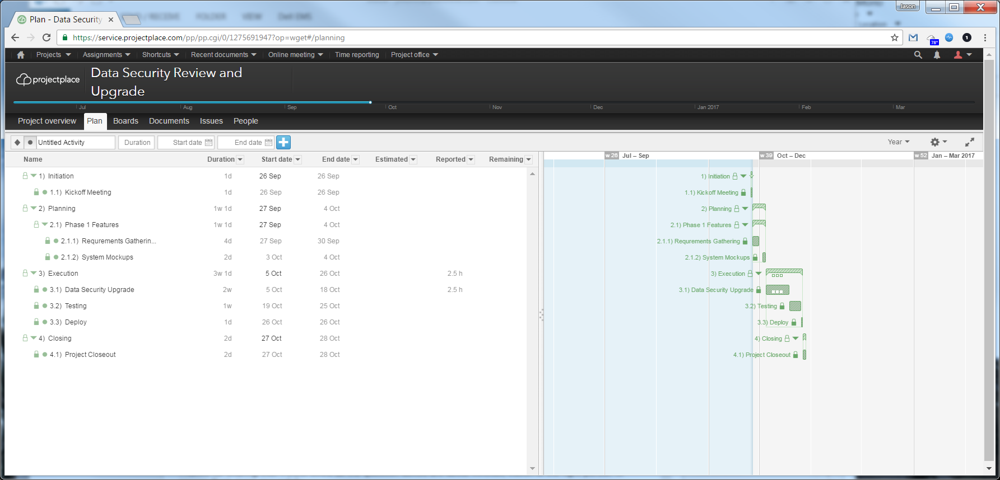 Jason
Plan - Data Security
https://service.projectplace.com/pp/pp.cgi/0/1275691947?op=wget#/planning
78°
Projects Assignments Shortcuts Recent documents Online meeting Time reporting Project office
projectplace
Data Security Review and
Upgrade
Jul Aug Sep Oct Nov Dec Jan 2017 Feb Mar
Project overview Plan Boards Documents Issues People
Untitled Activity Duration Start date End date Year
Name Duration Start date End date Estimated Reported Remaining
w 26 Jul – Sep w 39 Oct – Dec w 52 Jan – Mar 2017
1) Initiation 1d 26 Sep 26 Sep
1.1) Kickoff Meeting 1d 26 Sep 26 Sep
2) Planning 1w 1d 27 Sep 4 Oct
2.1) Phase 1 Features 1w 1d 27 Sep 4 Oct
2.1.1) Requrements Gatherin... 4d 27 Sep 30 Sep
2.1.2) System Mockups 2d 3 Oct 4 Oct
3) Execution 3w 1d 5 Oct 26 Oct 2.5 h
3.1) Data Security Upgrade 2w 5 Oct 18 Oct 2.5 h
3.2) Testing 1w 19 Oct 25 Oct
3.3) Deploy 1d 26 Oct 26 Oct
4) Closing 2d 27 Oct 28 Oct
4.1) Project Closeout 2d 27 Oct 28 Oct
1) Initiation
1.1) Kickoff Meeting
2) Planning
2.1) Phase 1 Features
2.1.1) Requrements Gathering
2.1.2) System Mockups
3) Execution
3.1) Data Security Upgrade
3.2) Testing
3.3) Deploy
4) Closing
4.1) Project Closeout